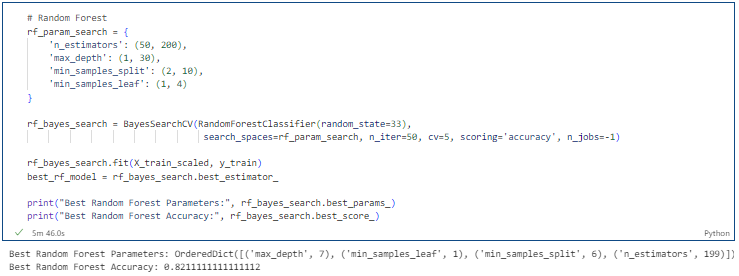 # Random Forest
rf_param_search = {
    'n_estimators': (50, 200),
    'max_depth': (1, 30),
    'min_samples_split': (2, 10),
    'min_samples_leaf': (1, 4)
}
rf_bayes_search = BayesSearchCV(RandomForestClassifier(random_state=33),
                                search_spaces=rf_param_search, n_iter=50, cv=5, scoring='accuracy', n_jobs=-1)
rf_bayes_search.fit(X_train_scaled, y_train)
best_rf_model = rf_bayes_search.best_estimator_
print("Best Random Forest Parameters:", rf_bayes_search.best_params_)
print("Best Random Forest Accuracy:", rf_bayes_search.best_score_)
5m 46.0s
Python
Best Random Forest Parameters: OrderedDict([('max_depth', 7), ('min_samples_leaf', 1), ('min_samples_split', 6), ('n_estimators', 199)])
Best Random Forest Accuracy: 0.8211111111111112